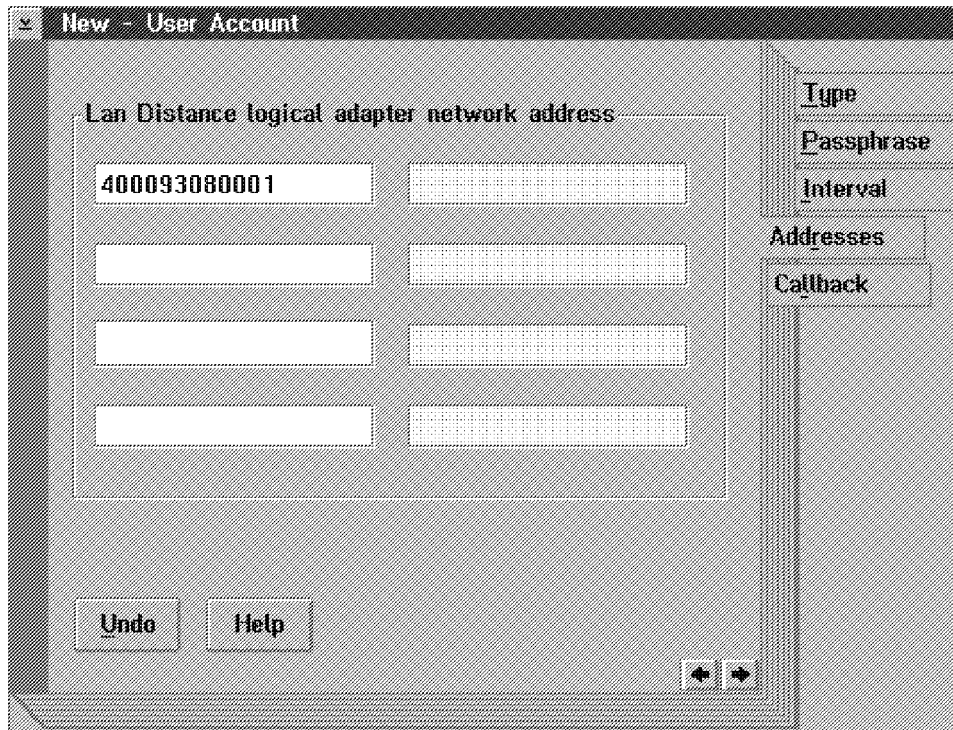 New - User Account
Lan Distance logical adapter network address
400093080001
Type
Passphrase
Interval
Addresses
Callback
Undo
Help